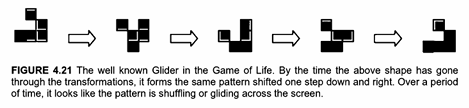 FIGURE 4.21 The well known Glider in the Game of Life. By the time the above shape has gone
through the transformations, it forms the same pattern shifted one step down and right. Over a period
of time, it looks like the pattern is shuffling or gliding across the screen.